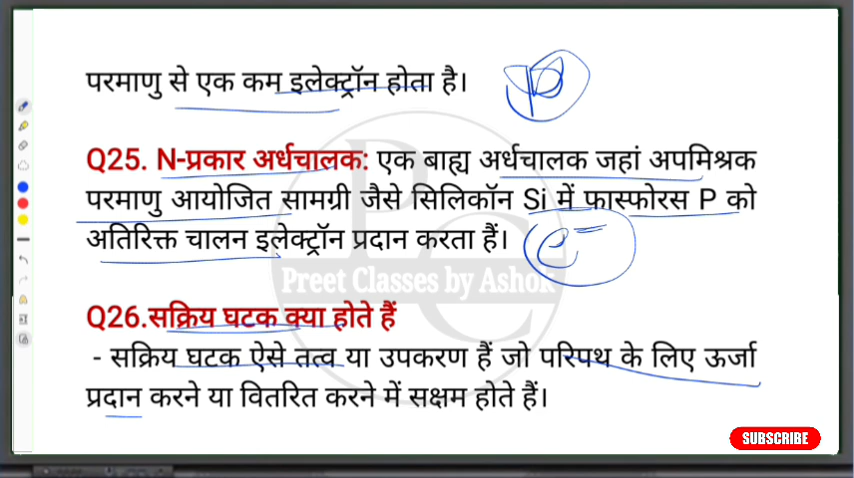 परमाणु से एक कम इलेक्ट्रॉन होता है।
p
Q25. N-प्रकार अर्धचालक: एक बाह्य अर्धचालक जहां अपमिश्रक
परमाणु आयोजित सामग्री जैसे सिलिकॉन Si में फास्फोरस P को
अतिरिक्त चालन इलेक्ट्रॉन प्रदान करता हैं।
e⁻
Preet Classes by Ashok
Q26.सक्रिय घटक क्या होते हैं
- सक्रिय घटक ऐसे तत्व या उपकरण हैं जो परिपथ के लिए ऊर्जा
प्रदान करने या वितरित करने में सक्षम होते हैं।
SUBSCRIBE